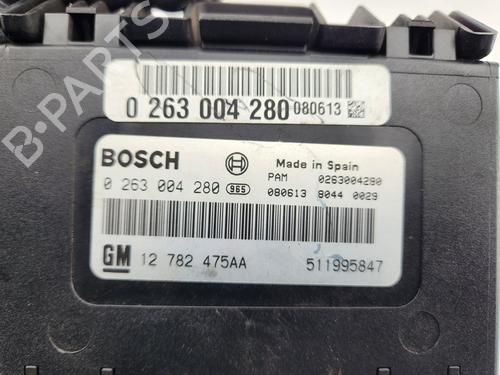 0 263 004 280 080613
BOSCH
Made in Spain
PAM 0263004280
0 263 004 280 965
080613 8044 0029
GM 12 782 475AA 511995847
B-PARTS